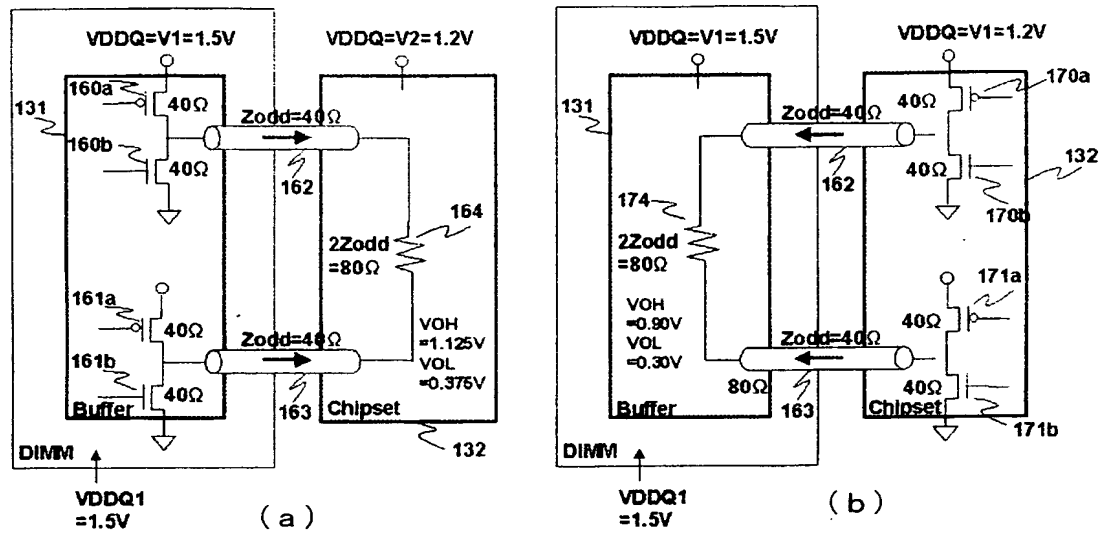 VDDQ=V1=1.5V
VDDQ=V2=1.2V
160a
131
40Ω
160b
40Ω
Zodd=40Ω
162
164
2Zodd
=80Ω
161a
40Ω
161b
40Ω
Zodd=40Ω
163
VOH
=1.125V
VOL
=0.375V
Buffer
Chipset
132
DIMM
VDDQ1
=1.5V
(a)
VDDQ=V1=1.5V
VDDQ=V1=1.2V
170a
131
40Ω
Zodd=40Ω
162
40Ω
132
170b
174
2Zodd
=80Ω
171a
VOH
=0.90V
VOL
=0.30V
40Ω
Zodd=40Ω
80Ω
163
40Ω
Buffer
Chipset
171b
DIMM
VDDQ1
=1.5V
(b)